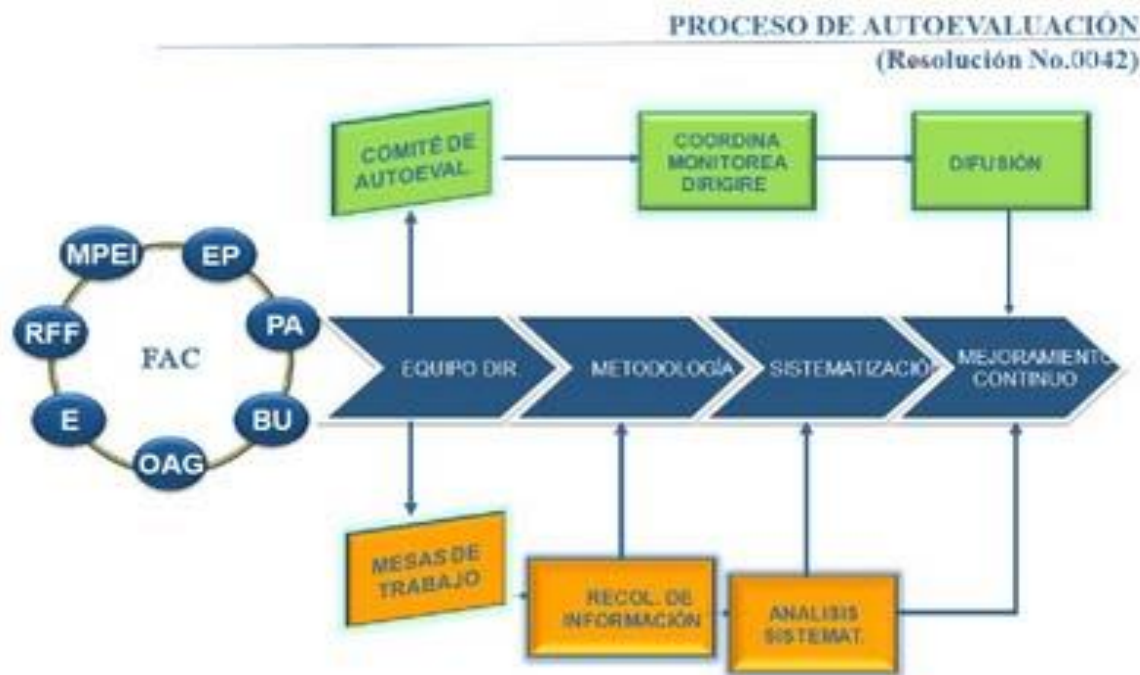 PROCESO DE AUTOEVALUACIÓN
(Resolución No.0042)
COMITÉ DE
AUTOEVAL.
COORDINA
MONITOREA
DIRIGIRE
DIFUSIÓN
MPEI
EP
RFF
PA
FAC
E
BU
OAG
EQUIPO DIR.
METODOLOGÍA
SISTEMATIZACIÓN
MEJORAMIENTO
CONTINUO
MESAS DE
TRABAJO
RECOL. DE
INFORMACIÓN
ANALISIS
SISTEMAT.